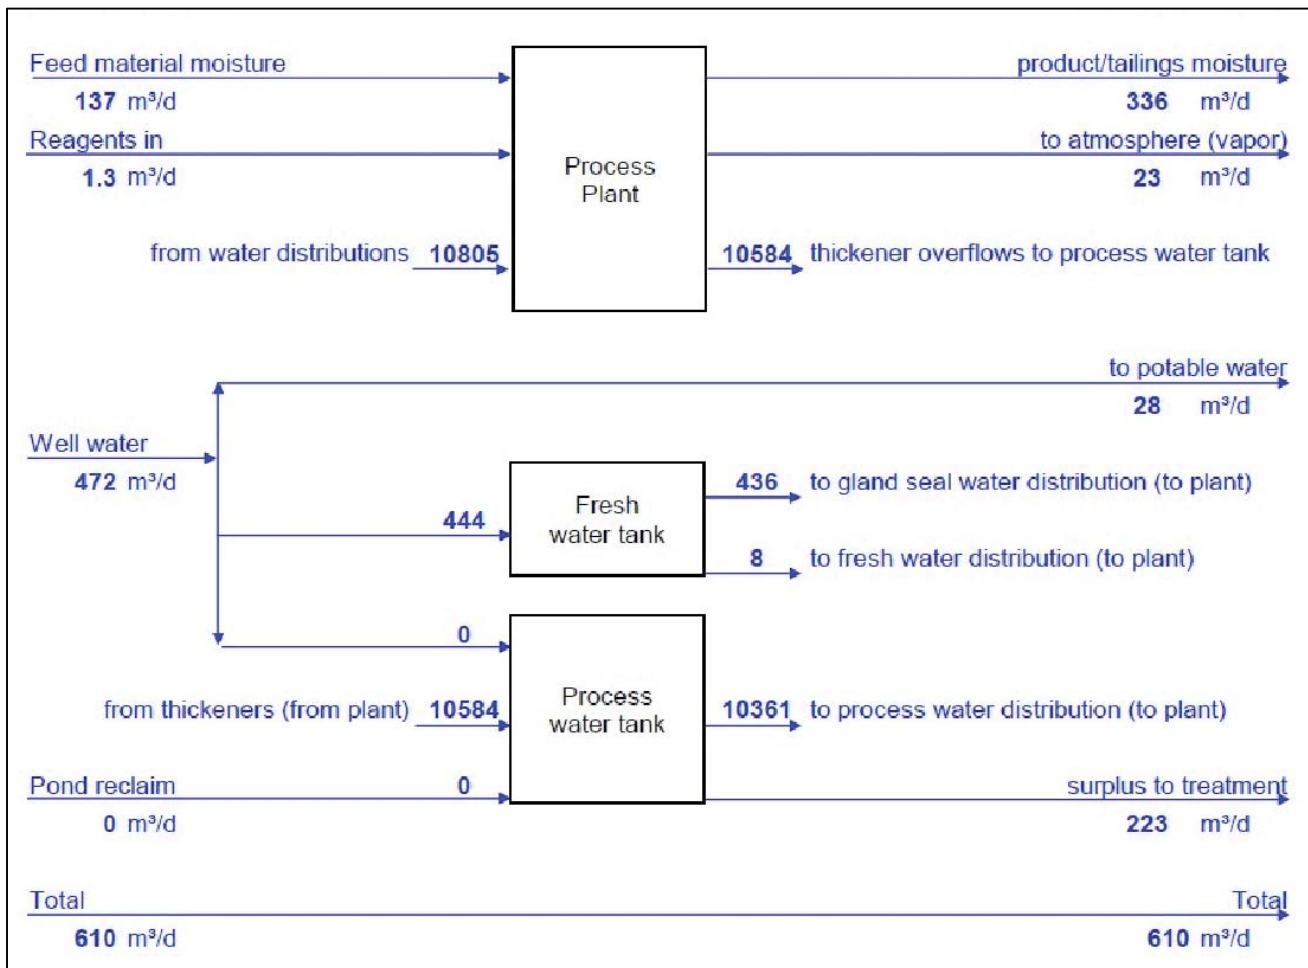 Feed material moisture
137 m³/d
Reagents in
1.3 m³/d
from water distributions 10805
Process
Plant
product/tailings moisture
336 m³/d
to atmosphere (vapor)
23 m³/d
10584 thickener overflows to process water tank
to potable water
28 m³/d
Well water
472 m³/d
444
Fresh
water tank
436 to gland seal water distribution (to plant)
8 to fresh water distribution (to plant)
0
from thickeners (from plant) 10584
Process
water tank
10361 to process water distribution (to plant)
Pond reclaim
0 m³/d
0
surplus to treatment
223 m³/d
Total
610 m³/d
Total
610 m³/d